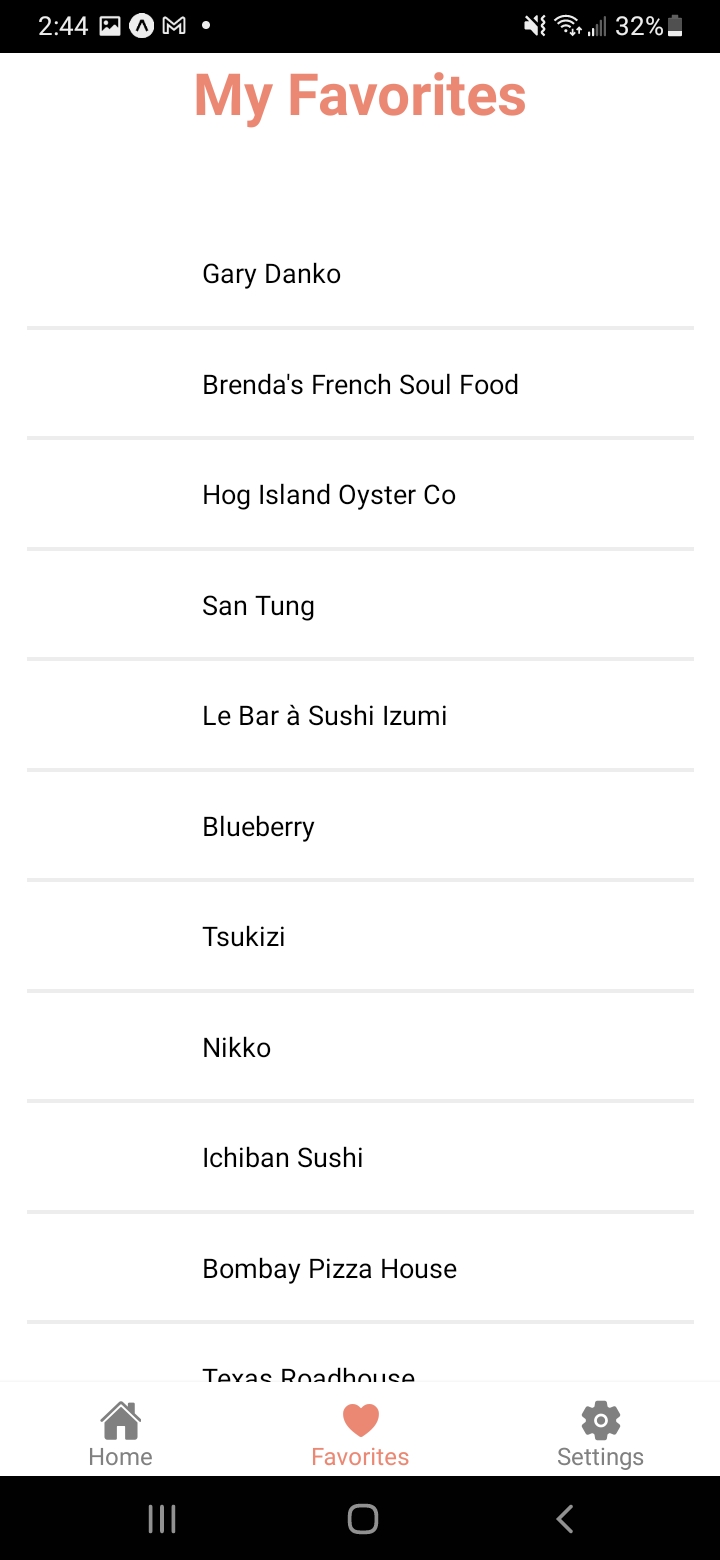 2:44
32%
My Favorites
Gary Danko
Brenda's French Soul Food
Hog Island Oyster Co
San Tung
Le Bar à Sushi Izumi
Blueberry
Tsukizi
Nikko
Ichiban Sushi
Bombay Pizza House
Texas Roadhouse
Home
Favorites
Settings